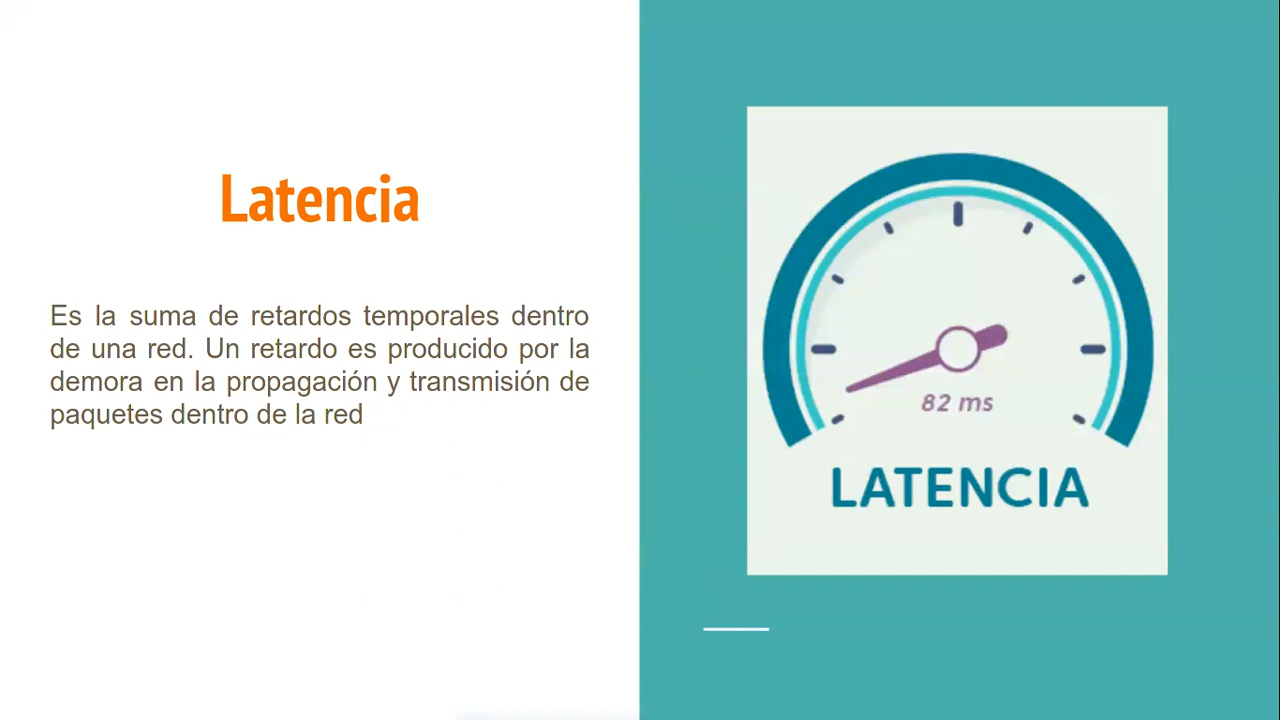 Latencia
Es la suma de retardos temporales dentro
de una red. Un retardo es producido por la
demora en la propagación y transmisión de
paquetes dentro de la red
82 ms
LATENCIA